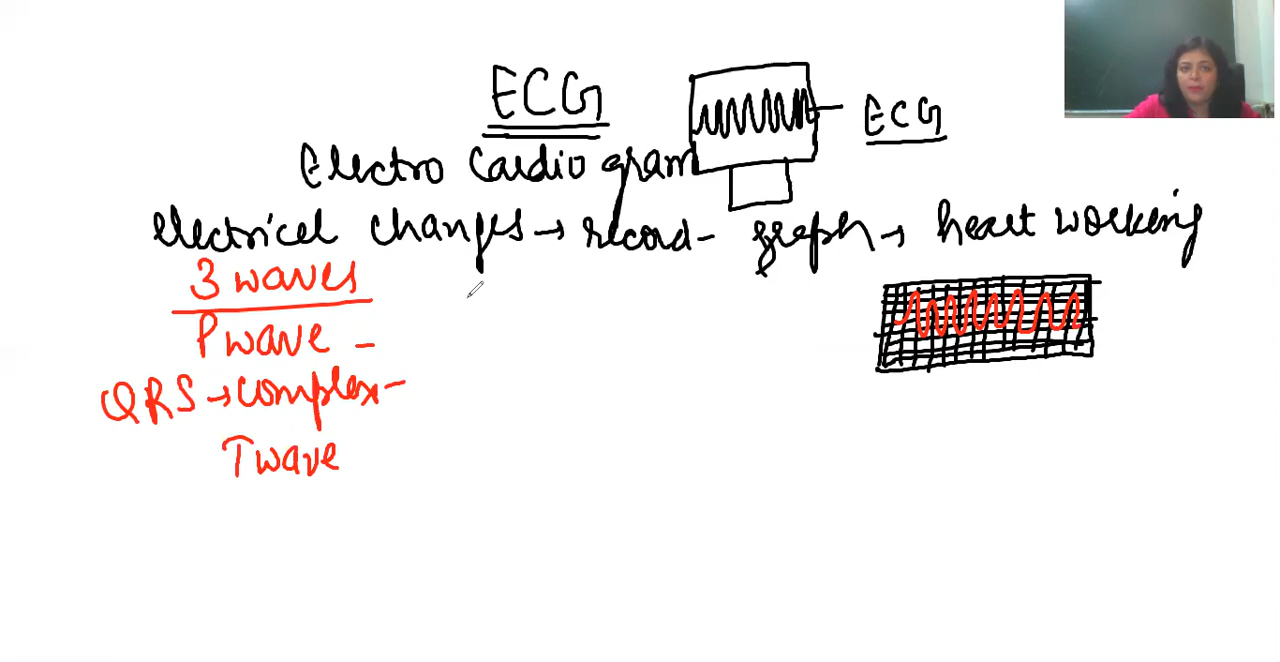 ECG
ECG
Electro Cardiogram
electrical changes → record - graph → heart working
3 waves
P wave -
QRS → complex -
T wave